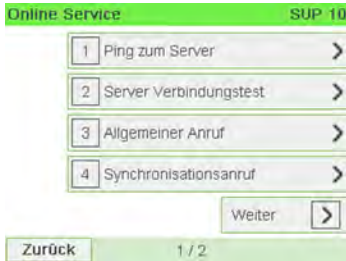 Online Service SUP 10
1 Ping zum Server
2 Server Verbindungstest
3 Allgemeiner Anruf
4 Synchronisationsanruf
Weiter
Zurück 1 / 2